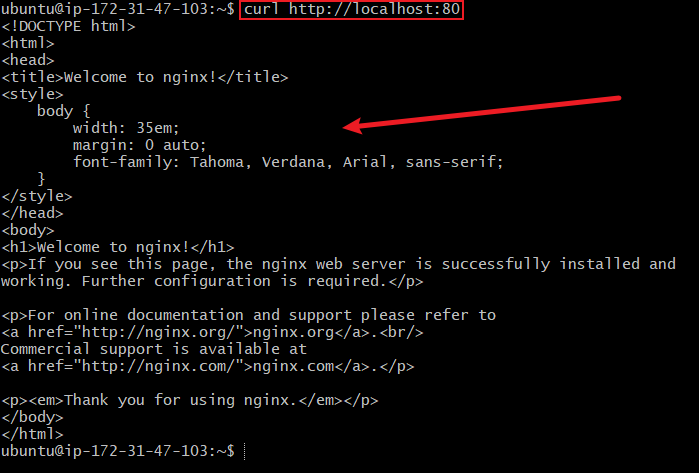 ubuntu@ip-172-31-47-103:~$ curl http://localhost:80
<!DOCTYPE html>
<html>
<head>
<title>Welcome to nginx!</title>
<style>
    body {
        width: 35em;
        margin: 0 auto;
        font-family: Tahoma, Verdana, Arial, sans-serif;
    }
</style>
</head>
<body>
<h1>Welcome to nginx!</h1>
<p>If you see this page, the nginx web server is successfully installed and
working. Further configuration is required.</p>

<p>For online documentation and support please refer to
<a href="http://nginx.org/">nginx.org</a>.<br/>
Commercial support is available at
<a href="http://nginx.com/">nginx.com</a>.</p>

<p><em>Thank you for using nginx.</em></p>
</body>
</html>
ubuntu@ip-172-31-47-103:~$